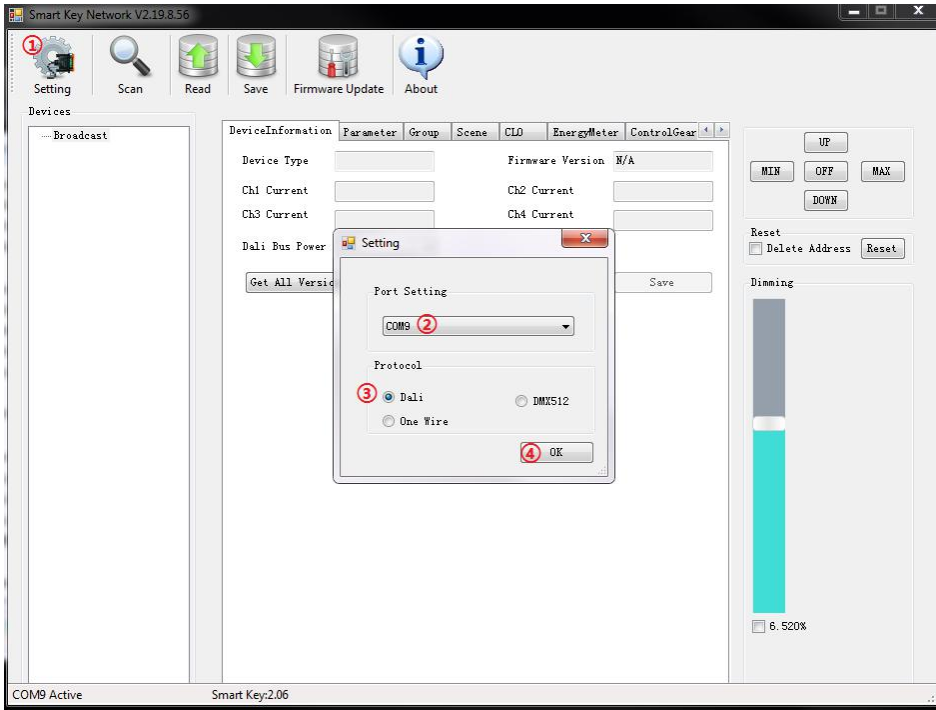 Smart Key Network V2.19.8.56
①
Setting Scan Read Save Firmware Update About
Devices
Broadcast
DeviceInformation Parameter Group Scene CLO EnergyMeter ControlGear
Device Type Firmware Version N/A
Ch1 Current Ch2 Current
Ch3 Current Ch4 Current
Dali Bus Power
Get All Versio Save
Setting
Port Setting
COM9 ②
Protocol
③ Dali DMX512
One Wire
④ OK
UP
MIN OFF MAX
DOWN
Reset
Delete Address Reset
Dimming
6.520%
COM9 Active Smart Key:2.06